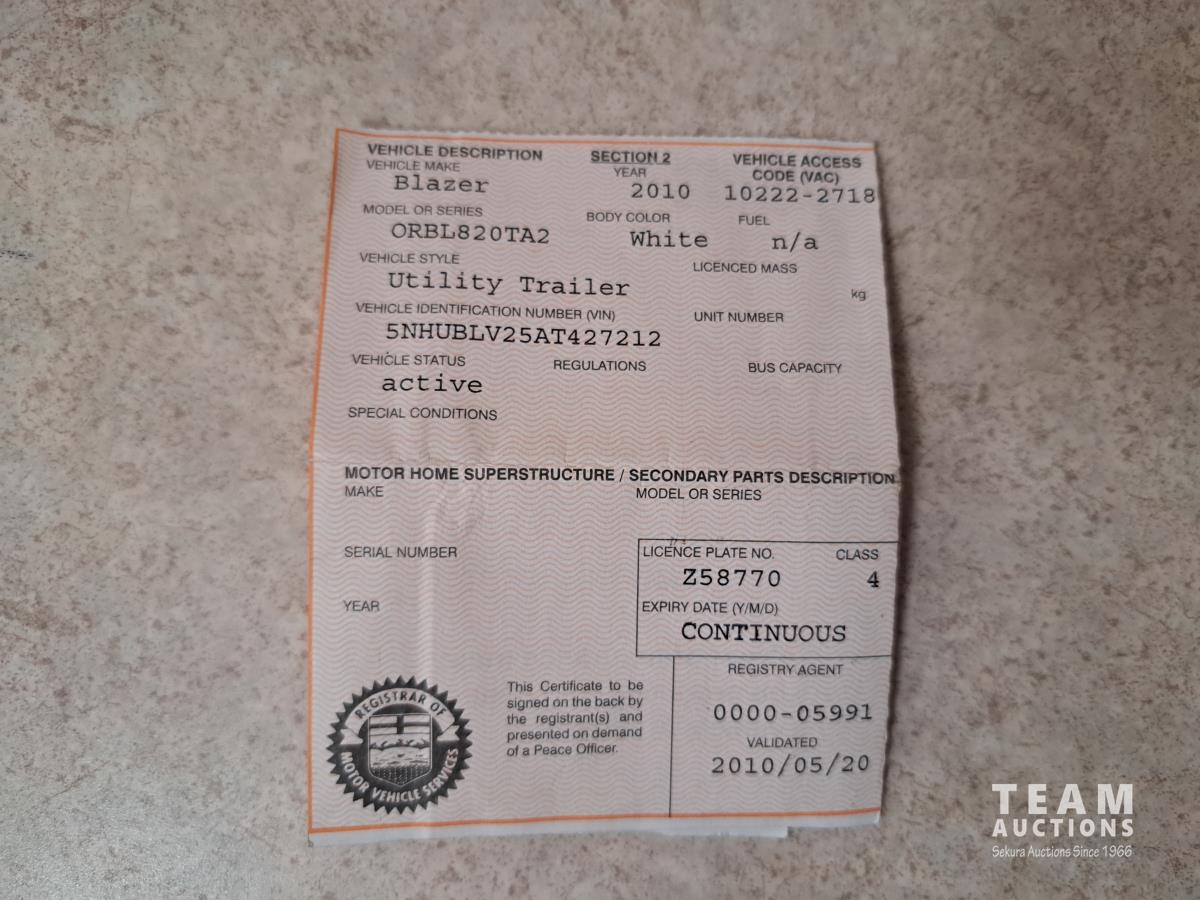 VEHICLE DESCRIPTION SECTION 2 VEHICLE ACCESS CODE (VAC)
VEHICLE MAKE YEAR
Blazer 2010 10222-2718
MODEL OR SERIES BODY COLOR FUEL
ORBL820TA2 White n/a
VEHICLE STYLE LICENCED MASS
Utility Trailer kg
VEHICLE IDENTIFICATION NUMBER (VIN) UNIT NUMBER
5NHUBLV25AT427212
VEHICLE STATUS REGULATIONS BUS CAPACITY
active
SPECIAL CONDITIONS
MOTOR HOME SUPERSTRUCTURE / SECONDARY PARTS DESCRIPTION
MAKE MODEL OR SERIES
SERIAL NUMBER LICENCE PLATE NO. CLASS
Z58770 4
YEAR EXPIRY DATE (Y/M/D)
CONTINUOUS
REGISTRY AGENT
0000-05991
VALIDATED
2010/05/20
This Certificate to be
signed on the back by
the registrant(s) and
presented on demand
of a Peace Officer.
REGISTRAR OF
MOTOR VEHICLE SERVICES
TEAM
AUCTIONS
Sekura Auctions Since 1966